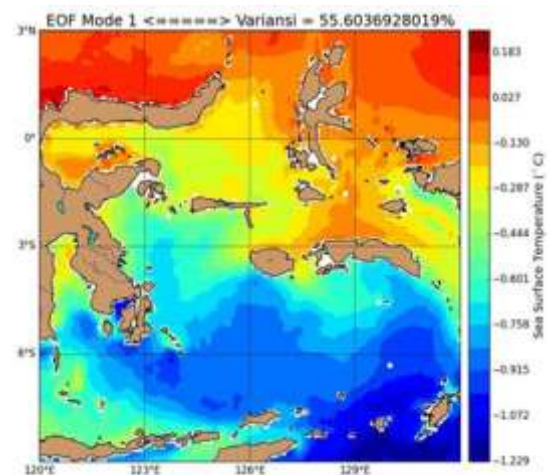 EOF Mode 1 <=====> Variansi = 55.6036928019%
3°N
0°
3°S
6°S
120°E
123°E
126°E
129°E
0.183
0.027
−0.130
−0.287
−0.444
−0.601
−0.758
−0.915
−1.072
−1.229
Sea Surface Temperature (°C)